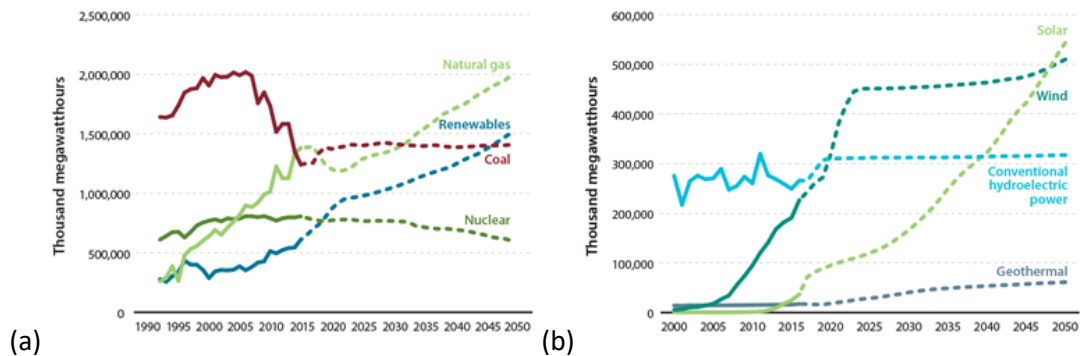 (a)
Thousand megawatthours
2,500,000
2,000,000
1,500,000
1,000,000
500,000
0
Natural gas
Renewables
Coal
Nuclear
1990 1995 2000 2005 2010 2015 2020 2025 2030 2035 2040 2045 2050
(b)
Thousand megawatthours
600,000
500,000
400,000
300,000
200,000
100,000
0
Solar
Wind
Conventional
hydroelectric
power
Geothermal
2000 2005 2011 2015 2020 2025 2030 2035 2040 2045 2050